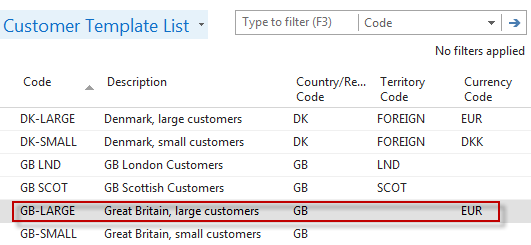 Customer Template List
Type to filter (F3) Code
No filters applied
Code Description Country/Re... Code Territory Code Currency Code
DK-LARGE Denmark, large customers DK FOREIGN EUR
DK-SMALL Denmark, small customers DK FOREIGN DKK
GB LND GB London Customers GB LND
GB SCOT GB Scottish Customers GB SCOT
GB-LARGE Great Britain, large customers GB EUR
GB-SMALL Great Britain, small customers GB